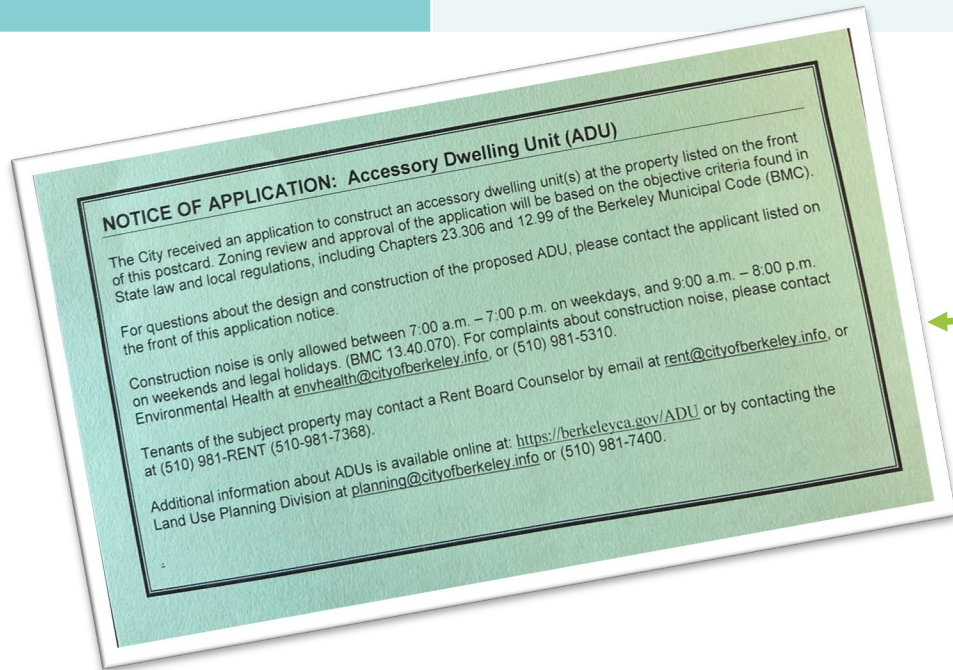 NOTICE OF APPLICATION: Accessory Dwelling Unit (ADU)
The City received an application to construct an accessory dwelling unit(s) at the property listed on the front
of this postcard. Zoning review and approval of the application will be based on the objective criteria found in
State law and local regulations, including Chapters 23.306 and 12.99 of the Berkeley Municipal Code (BMC).
For questions about the design and construction of the proposed ADU, please contact the applicant listed on
the front of this application notice.
Construction noise is only allowed between 7:00 a.m. – 7:00 p.m. on weekdays, and 9:00 a.m. – 8:00 p.m.
on weekends and legal holidays. (BMC 13.40.070). For complaints about construction noise, please contact
Environmental Health at envhealth@cityofberkeley.info, or (510) 981-5310.
Tenants of the subject property may contact a Rent Board Counselor by email at rent@cityofberkeley.info, or
at (510) 981-RENT (510-981-7368).
Additional information about ADUs is available online at: https://berkeleyca.gov/ADU or by contacting the
Land Use Planning Division at planning@cityofberkeley.info or (510) 981-7400.